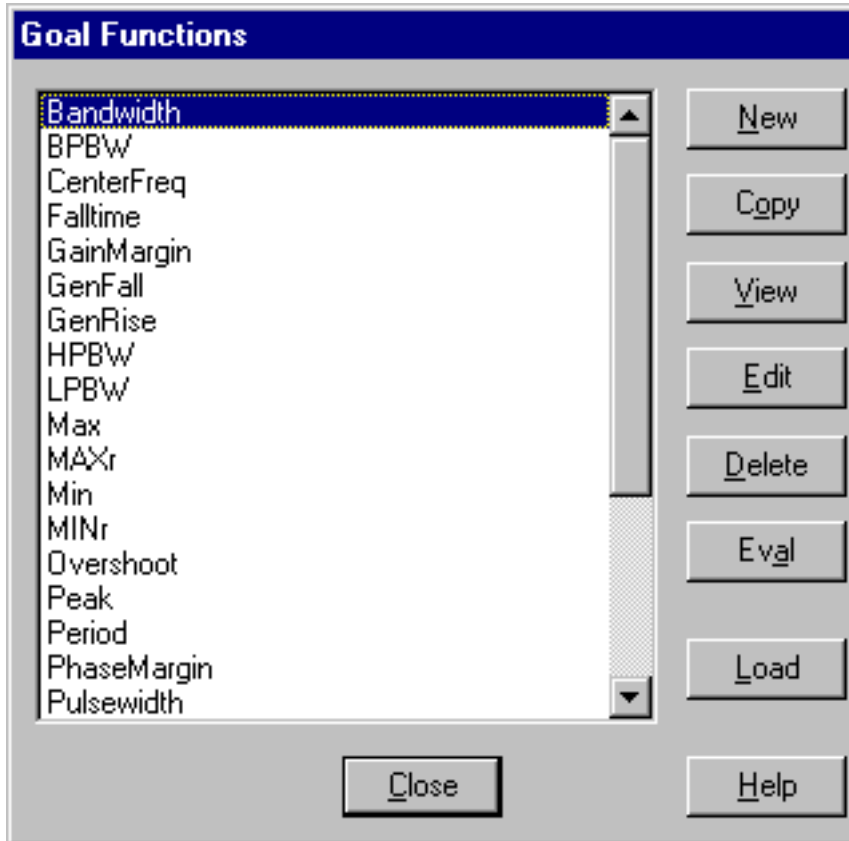 Goal Functions
Bandwidth
BPBW
CenterFreq
Falltime
GainMargin
GenFall
GenRise
HPBW
LPBW
Max
MAXr
Min
MINr
Overshoot
Peak
Period
PhaseMargin
Pulsewidth
New
Copy
View
Edit
Delete
Eval
Load
Close
Help